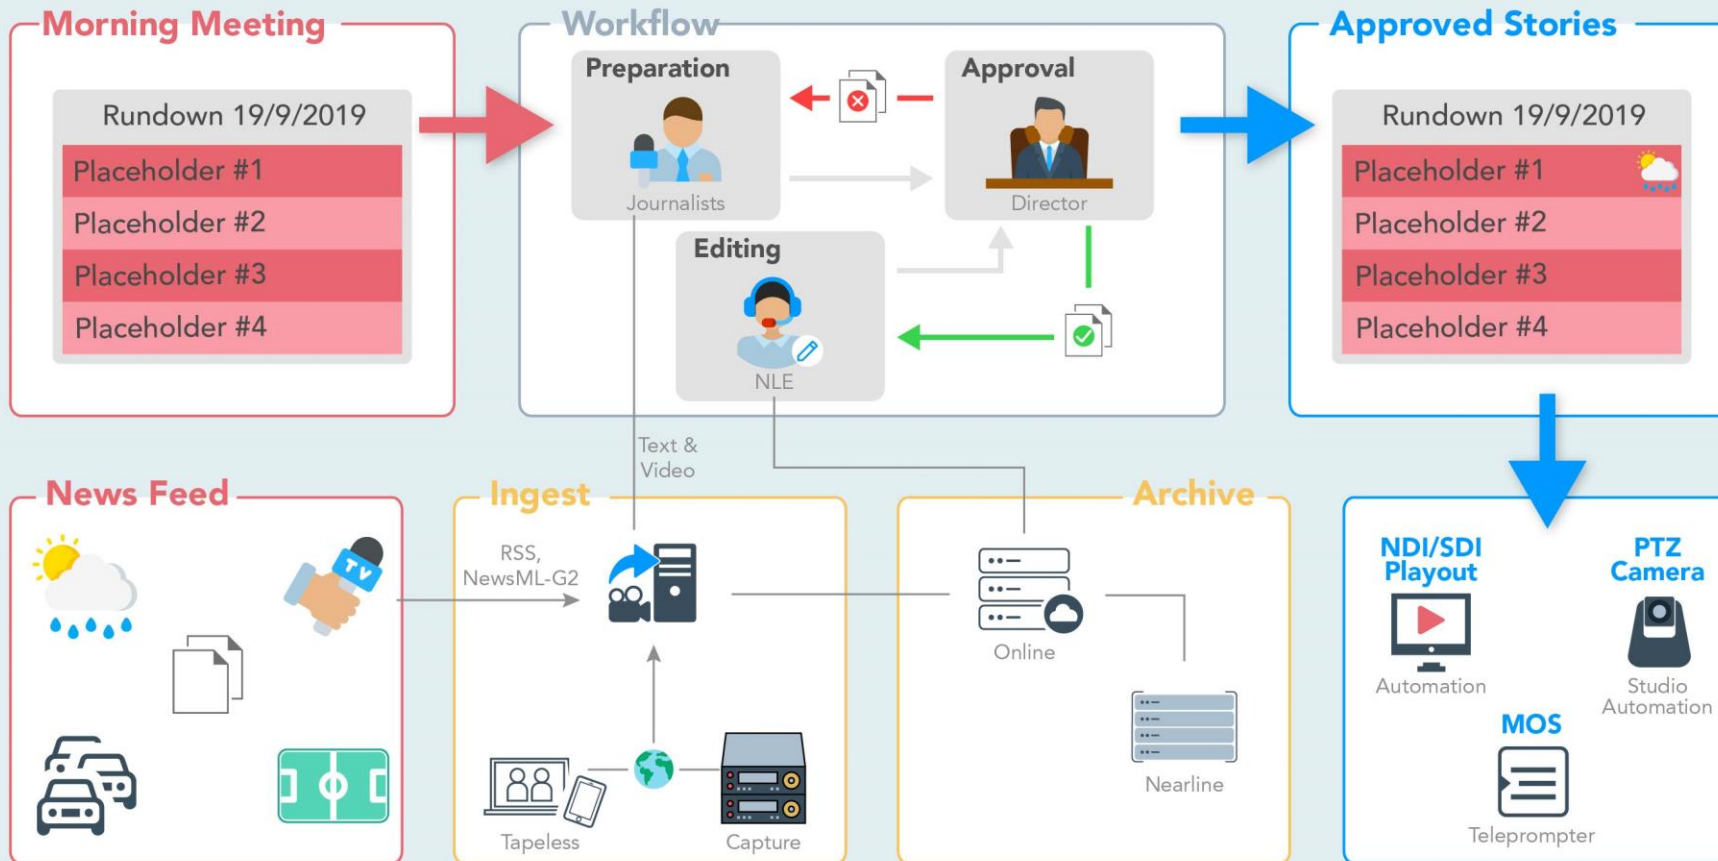 Morning Meeting
Rundown 19/9/2019
Placeholder #1
Placeholder #2
Placeholder #3
Placeholder #4
Workflow
Preparation
Journalists
Approval
Director
Editing
NLE
Approved Stories
Rundown 19/9/2019
Placeholder #1
Placeholder #2
Placeholder #3
Placeholder #4
Text &
Video
News Feed
TV
Ingest
RSS,
NewsML-G2
Tapeless
Capture
Archive
Online
Nearline
NDI/SDI
Playout
Automation
PTZ
Camera
Studio
Automation
MOS
Teleprompter